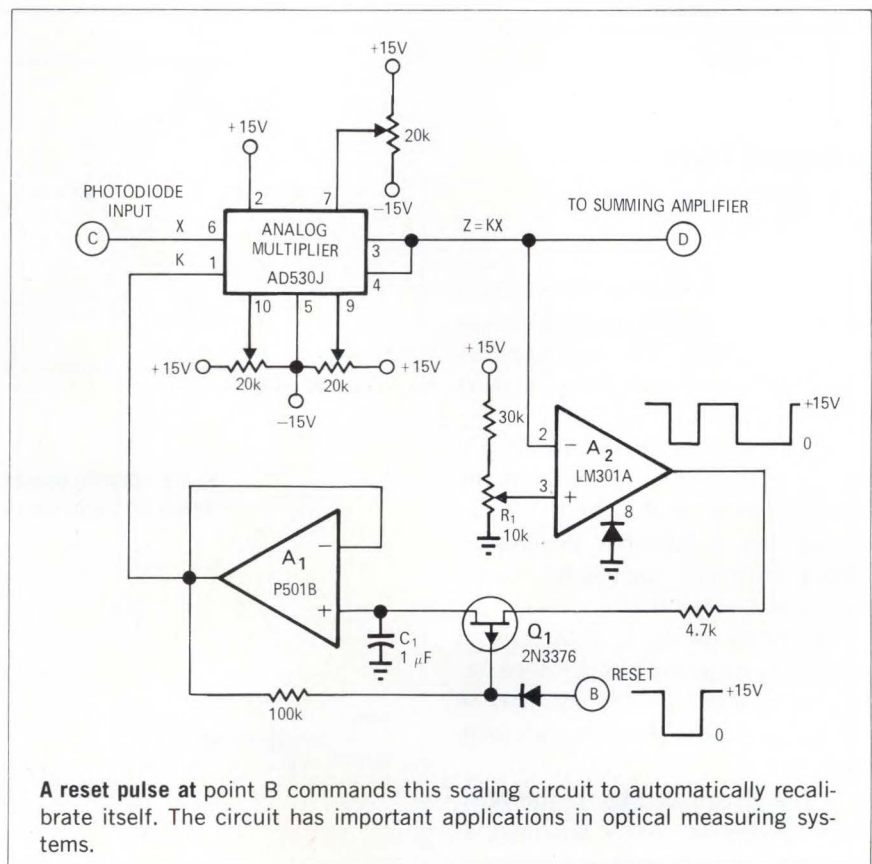 +15V
20k
+15V
−15V
PHOTODIODE
INPUT
C
X
6
2
7
ANALOG
MULTIPLIER
AD530J
3
4
Z=KX
TO SUMMING AMPLIFIER
D
K
1
10
5
9
+15V
20k
20k
+15V
−15V
+15V
30k
R1
10k
2
−
3
+
A2
LM301A
8
+15V
0
A1
P501B
−
+
C1
1 μF
Q1
2N3376
4.7k
100k
B
RESET
+15V
0
A reset pulse at point B commands this scaling circuit to automatically recali-
brate itself. The circuit has important applications in optical measuring sys-
tems.